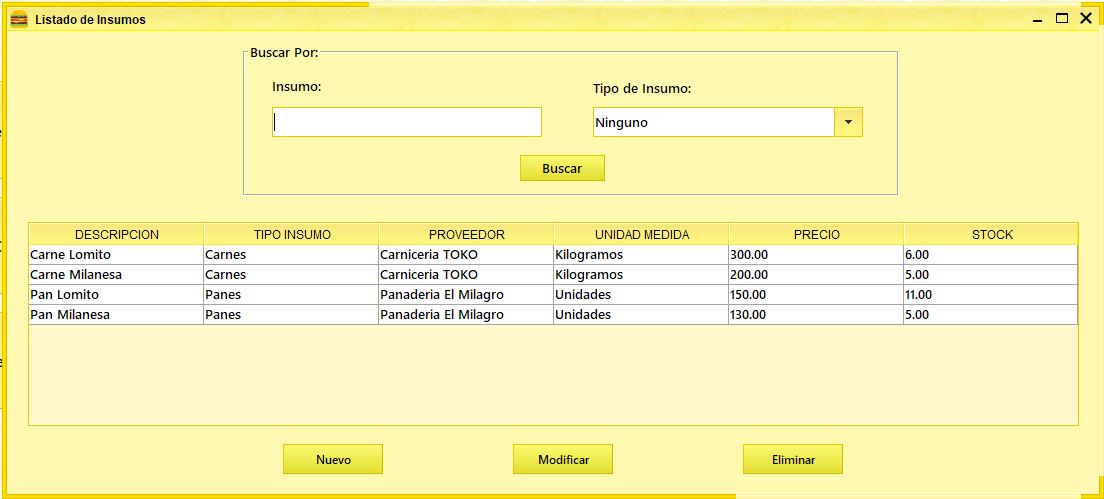 Listado de Insumos
Buscar Por:
Insumo:
Tipo de Insumo:
Ninguno
Buscar
DESCRIPCION TIPO INSUMO PROVEEDOR UNIDAD MEDIDA PRECIO STOCK
Carne Lomito Carnes Carniceria TOKO Kilogramos 300.00 6.00
Carne Milanesa Carnes Carniceria TOKO Kilogramos 200.00 5.00
Pan Lomito Panes Panaderia El Milagro Unidades 150.00 11.00
Pan Milanesa Panes Panaderia El Milagro Unidades 130.00 5.00
Nuevo Modificar Eliminar